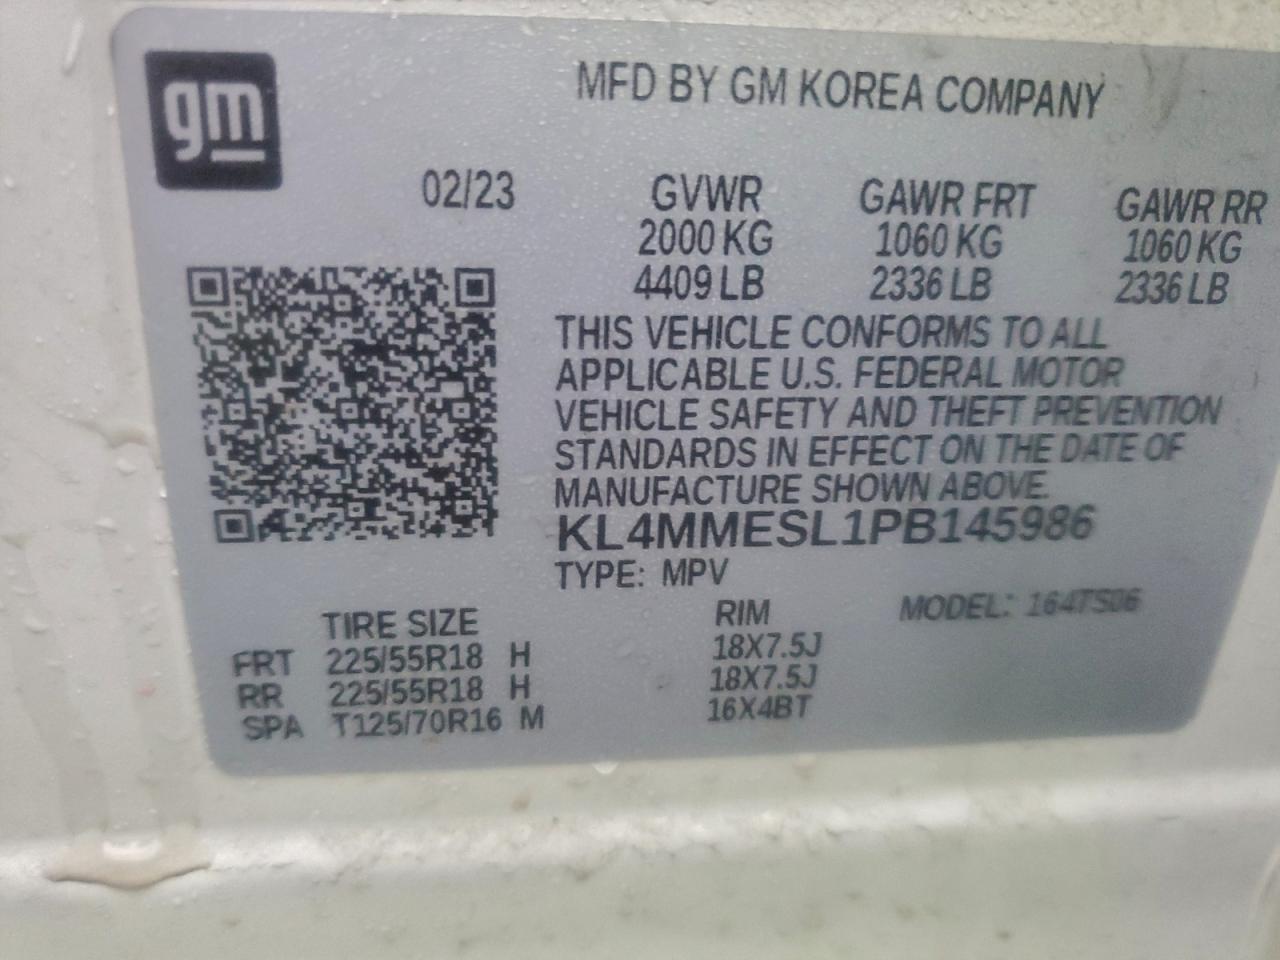 gm
MFD BY GM KOREA COMPANY
02/23 GVWR GAWR FRT GAWR RR
2000 KG 1060 KG 1060 KG
4409 LB 2336 LB 2336 LB
THIS VEHICLE CONFORMS TO ALL
APPLICABLE U.S. FEDERAL MOTOR
VEHICLE SAFETY AND THEFT PREVENTION
STANDARDS IN EFFECT ON THE DATE OF
MANUFACTURE SHOWN ABOVE.
KL4MMESL1PB145986
TYPE: MPV
TIRE SIZE RIM MODEL: 164TS06
FRT 225/55R18 H 18X7.5J
RR 225/55R18 H 18X7.5J
SPA T125/70R16 M 16X4BT